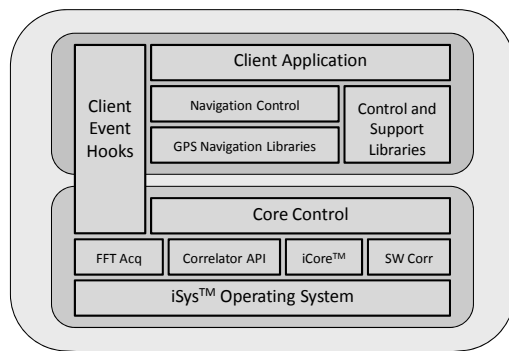 Client Application
Client
Event
Hooks
Navigation Control
GPS Navigation Libraries
Control and
Support
Libraries
Core Control
FFT Acq
Correlator API
iCore™
SW Corr
iSys™ Operating System